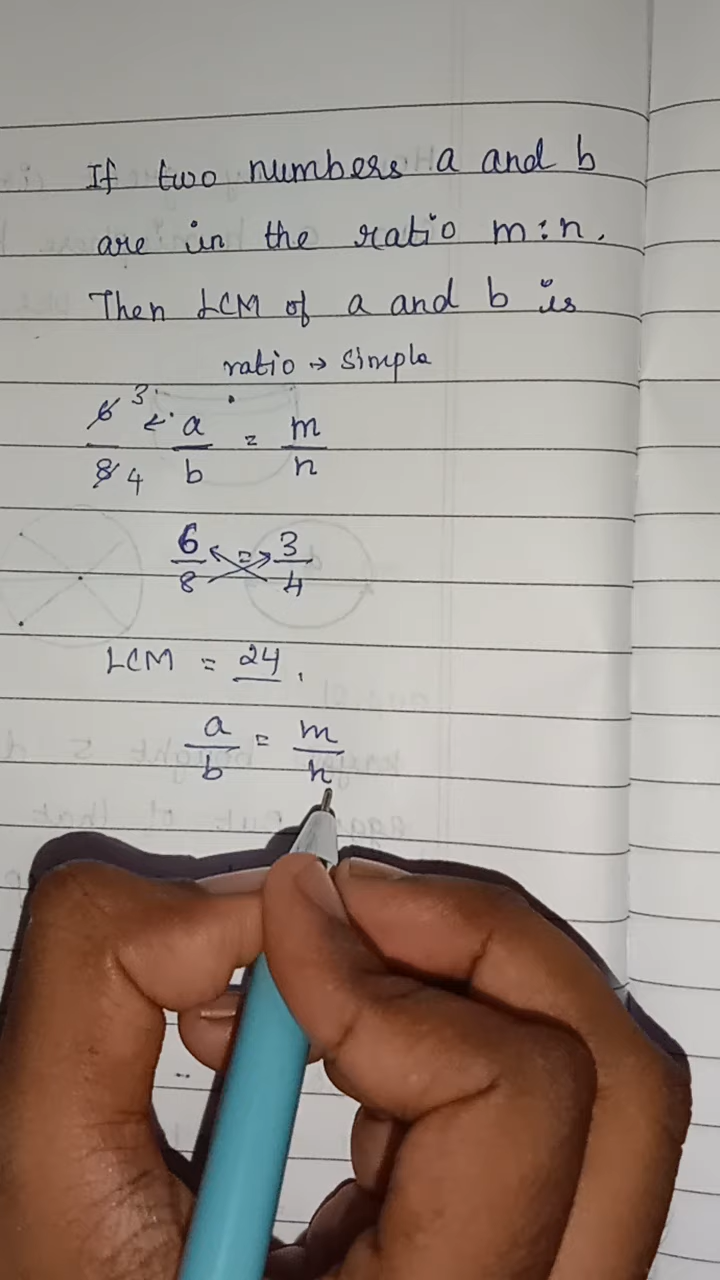 If two numbers a and b
are in the ratio m:n.
Then LCM of a and b is
ratio → Simple
6 3 ← a = m
8 4 b n
6 = 3
8 4
LCM = 24.
a = m
b n